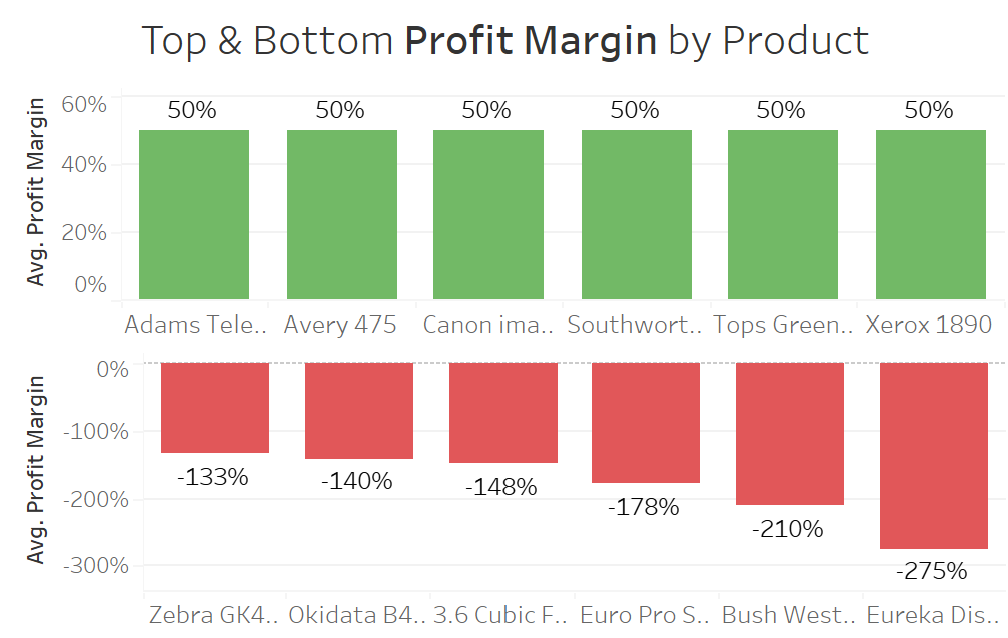 Top & Bottom Profit Margin by Product
Avg. Profit Margin
60%
40%
20%
0%
50% 50% 50% 50% 50% 50%
Adams Tele.. Avery 475 Canon ima.. Southwort.. Tops Green.. Xerox 1890
Avg. Profit Margin
0%
-100%
-200%
-300%
-133% -140% -148% -178% -210% -275%
Zebra GK4.. Okidata B4.. 3.6 Cubic F.. Euro Pro S.. Bush West.. Eureka Dis..